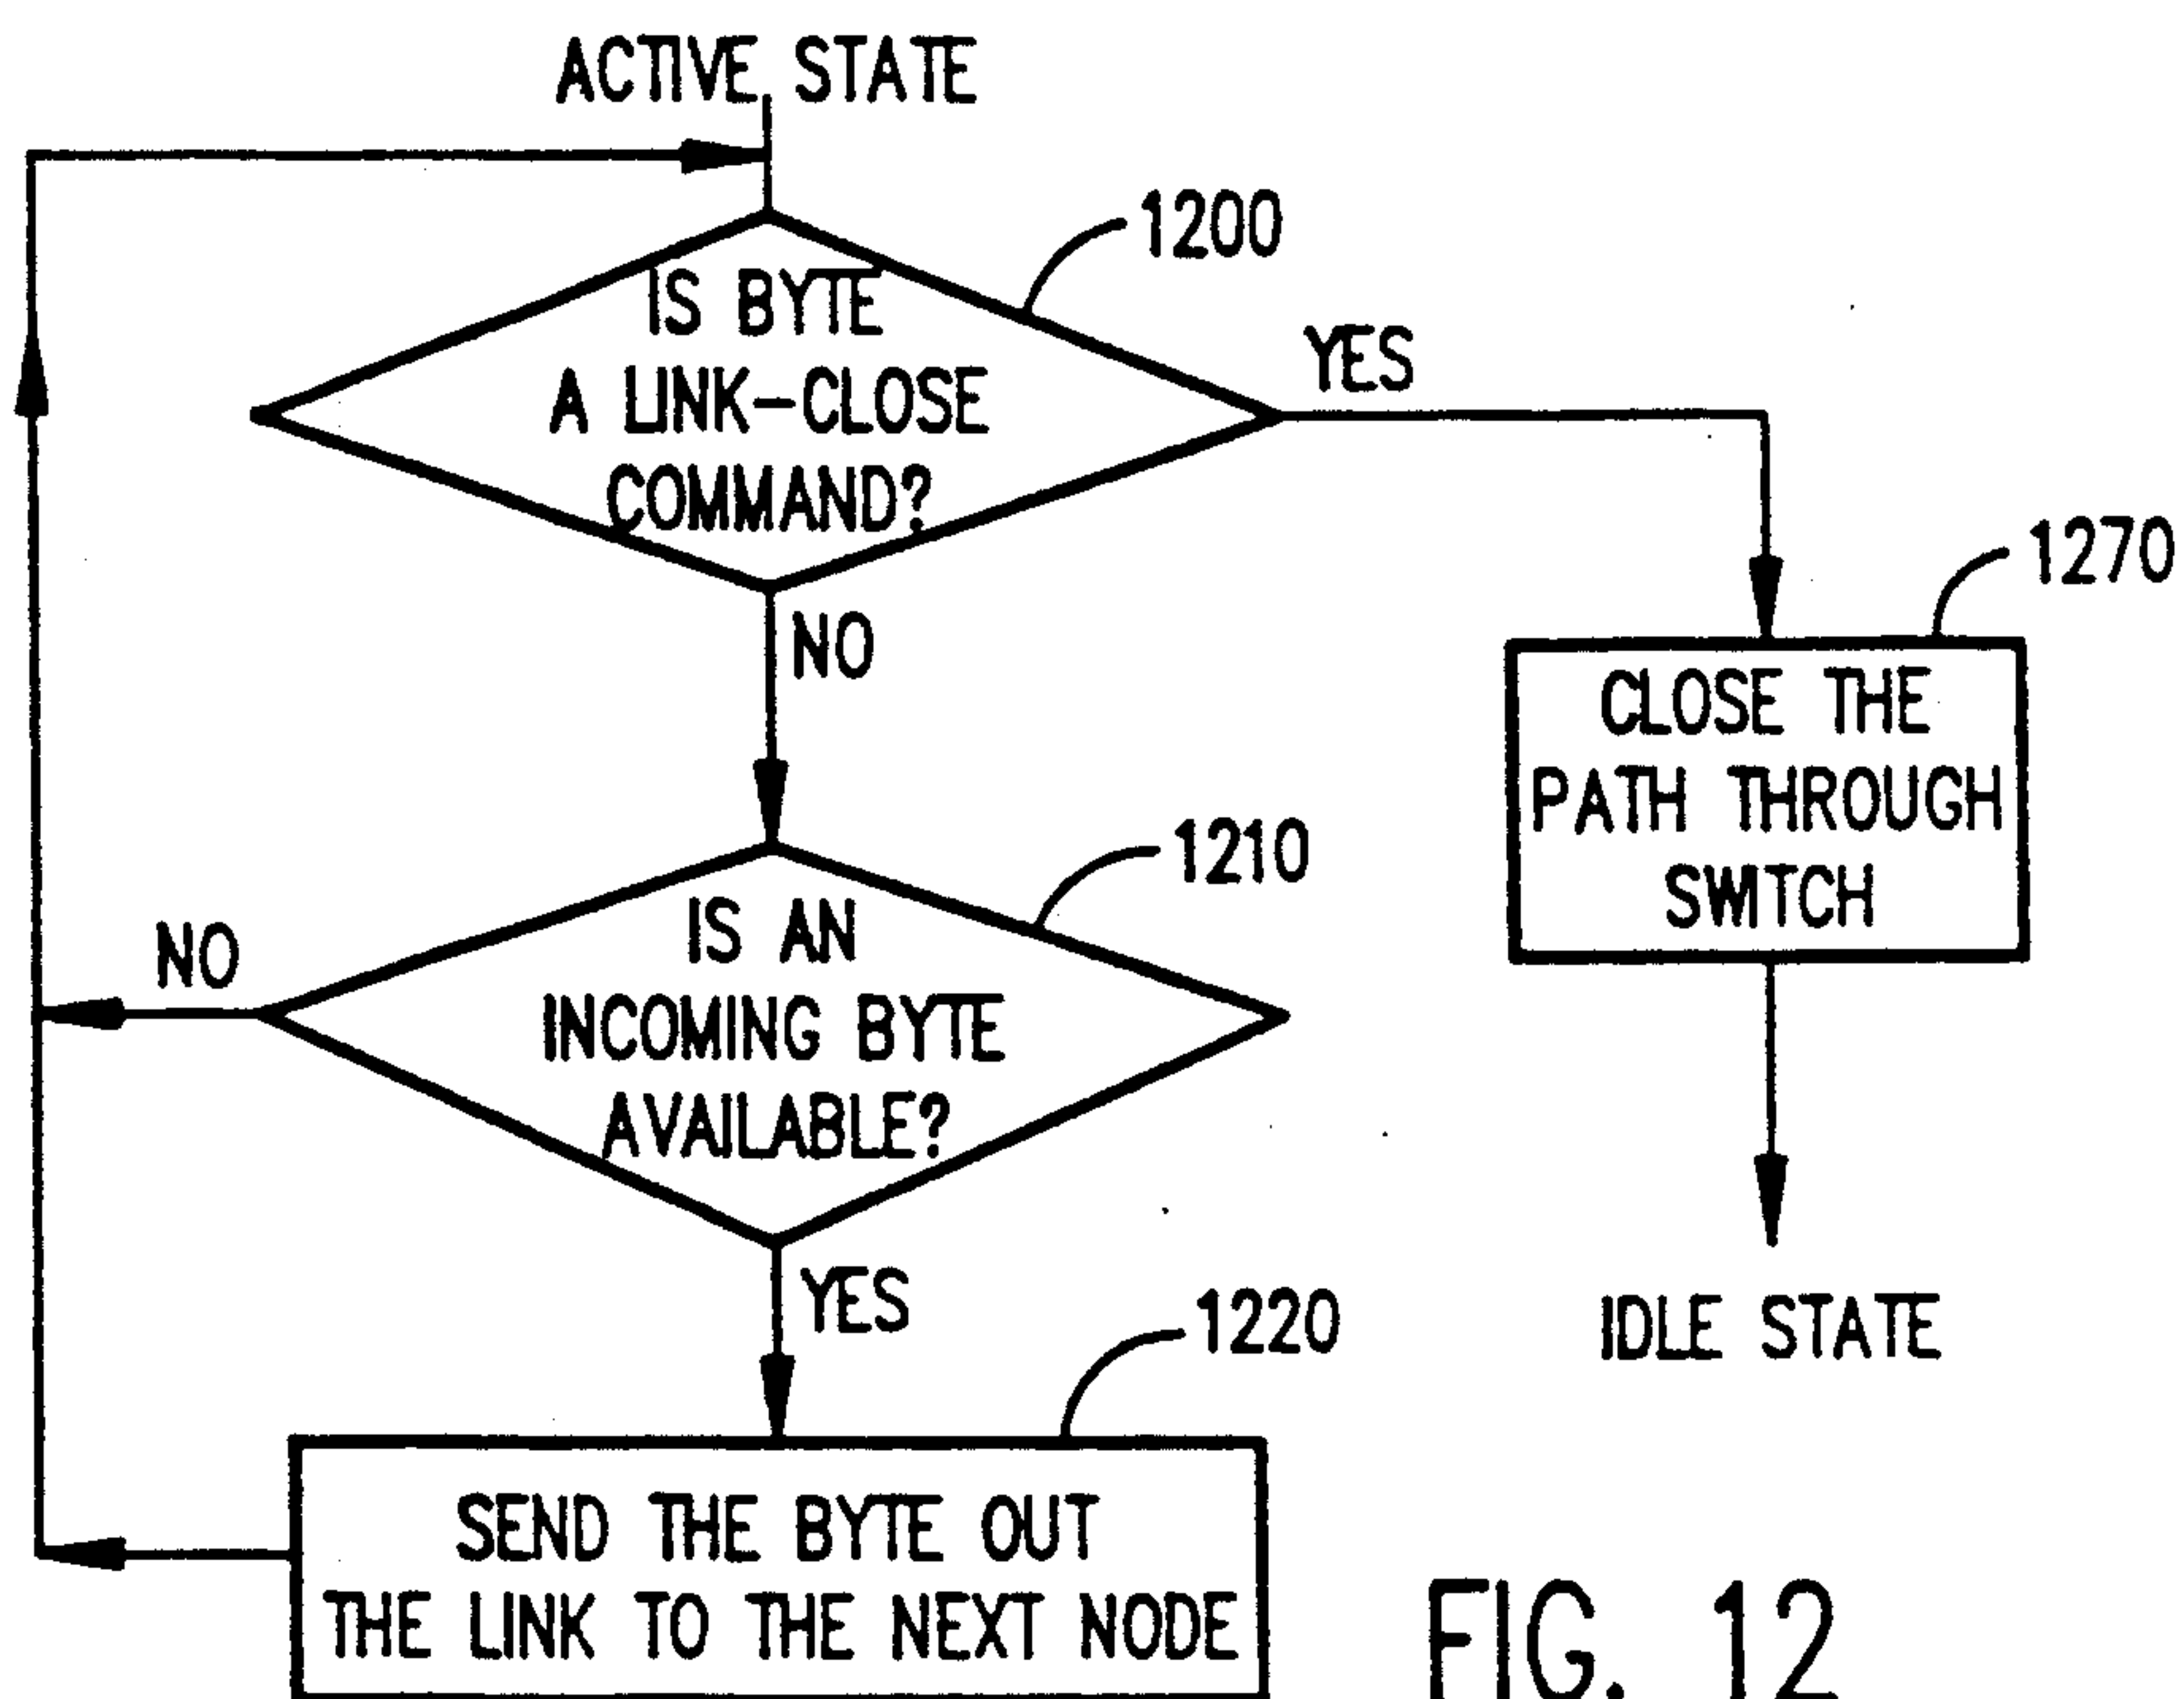 ACTIVE STATE
1200
IS BYTE
A LINK-CLOSE
COMMAND?
YES
NO
1270
CLOSE THE
PATH THROUGH
SWITCH
1210
IS AN
INCOMING BYTE
AVAILABLE?
NO
YES
IDLE STATE
1220
SEND THE BYTE OUT
THE LINK TO THE NEXT NODE
FIG. 12